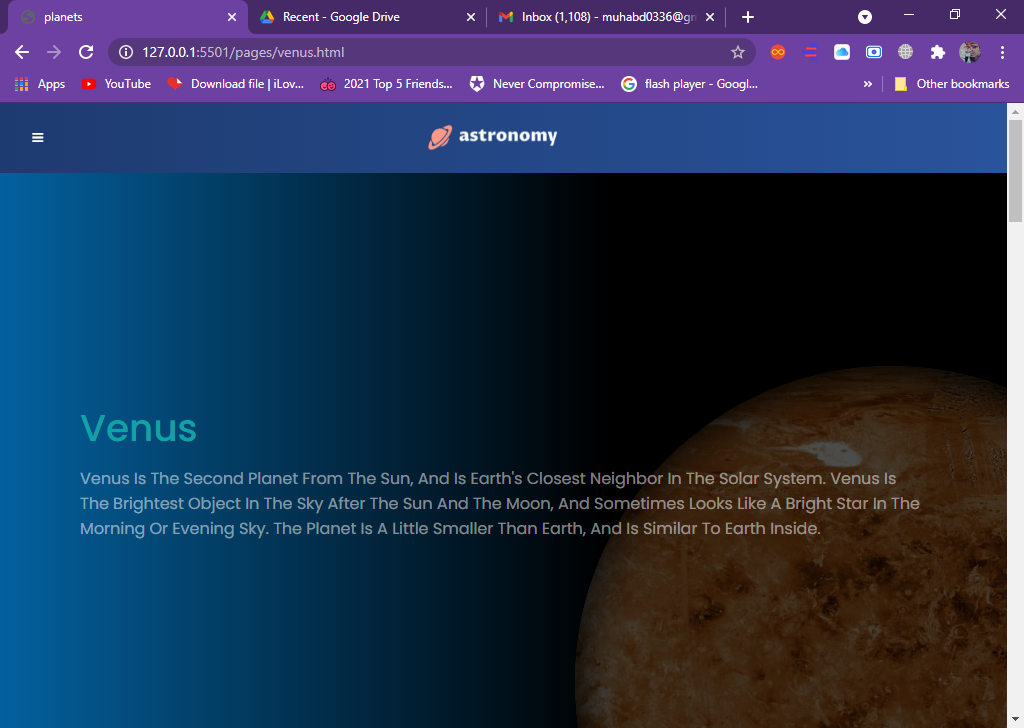 planets
Recent - Google Drive
Inbox (1,108) - muhabd0336@gm
127.0.0.1:5501/pages/venus.html
Apps
YouTube
Download file | iLov...
2021 Top 5 Friends...
Never Compromise...
flash player - Googl...
»
Other bookmarks
astronomy
Venus
Venus Is The Second Planet From The Sun, And Is Earth's Closest Neighbor In The Solar System. Venus Is
The Brightest Object In The Sky After The Sun And The Moon, And Sometimes Looks Like A Bright Star In The
Morning Or Evening Sky. The Planet Is A Little Smaller Than Earth, And Is Similar To Earth Inside.